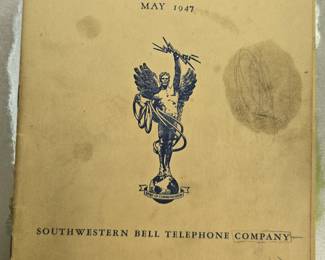 MAY 1947
SOUTHWESTERN BELL TELEPHONE COMPANY